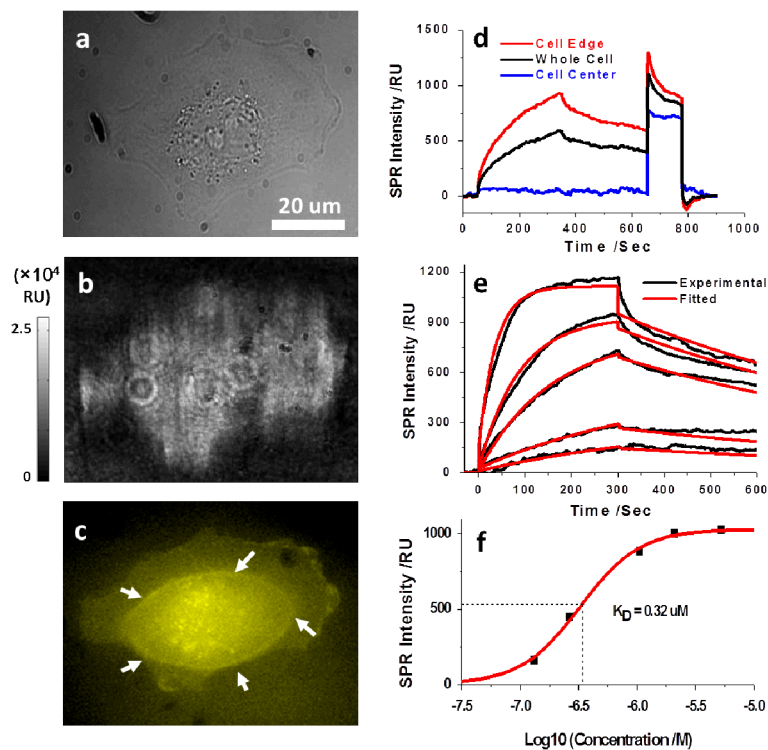 a
20 um
(×10⁴
RU)
2.5
0
b
c
d
Cell Edge
Whole Cell
Cell Center
SPR Intensity /RU
1500
1000
500
0
0 200 400 600 800 1000
Time /Sec
e
Experimental
Fitted
SPR Intensity /RU
1200
900
600
300
0
0 100 200 300 400 500 600
Time /Sec
f
SPR Intensity /RU
1000
500
0
K_D = 0.32 uM
-7.5 -7.0 -6.5 -6.0 -5.5 -5.0
Log10 (Concentration /M)